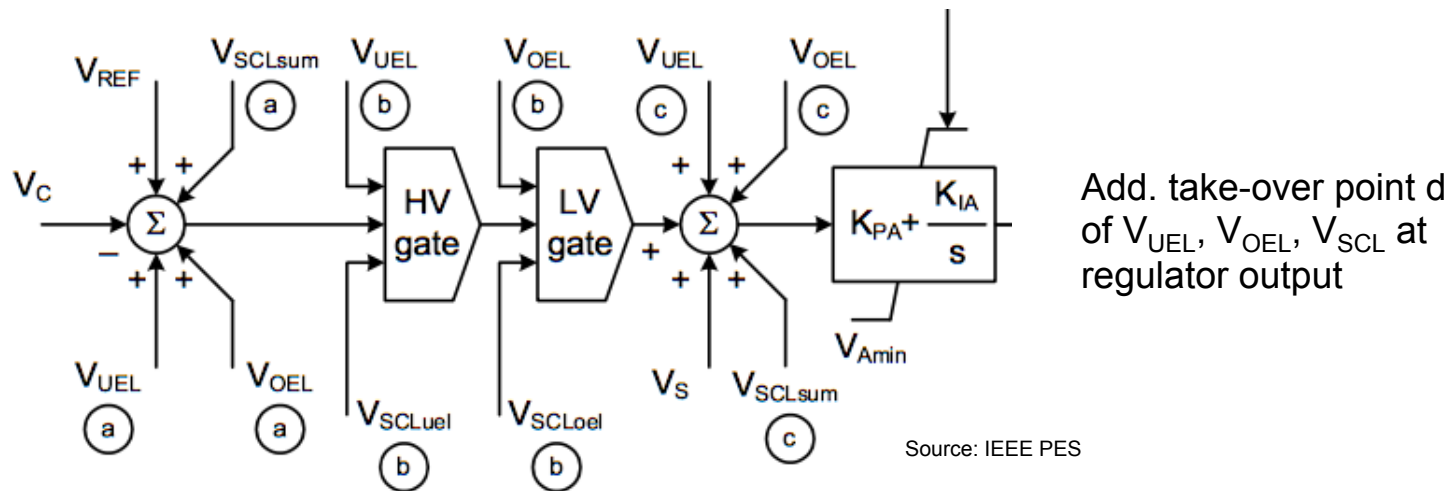 V_REF
V_SCLsum
a
V_UEL
b
V_OEL
b
V_UEL
c
V_OEL
c
V_C
+ +
Σ
−
+ +
HV
gate
LV
gate
+
+ +
Σ
+ +
K_PA+ K_IA
s
V_Amin
V_UEL
a
V_OEL
a
V_SCLuel
b
V_SCLoel
b
V_S
V_SCLsum
c
Add. take-over point d
of V_UEL, V_OEL, V_SCL at
regulator output
Source: IEEE PES